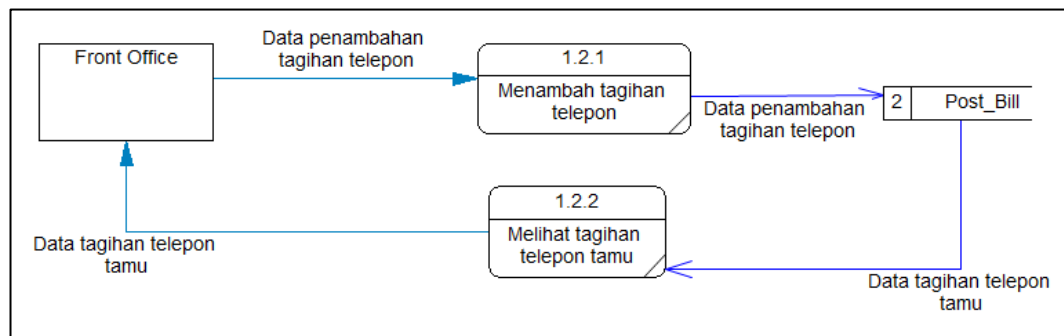 Front Office
Data penambahan
tagihan telepon
1.2.1
Menambah tagihan
telepon
Data penambahan
tagihan telepon
2
Post_Bill
1.2.2
Melihat tagihan
telepon tamu
Data tagihan telepon
tamu
Data tagihan telepon
tamu